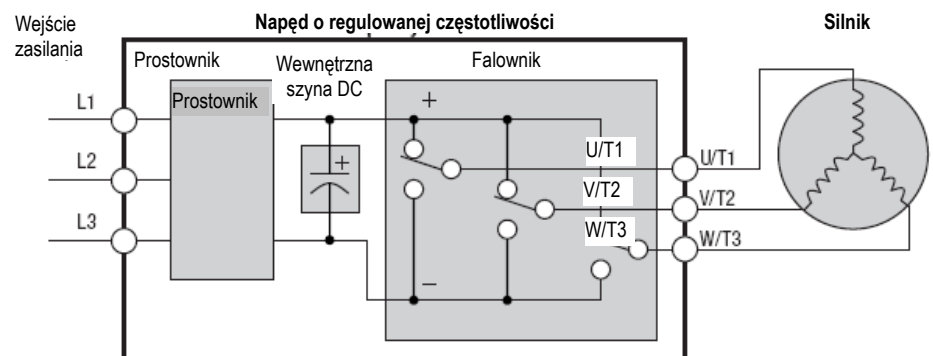 Wejście
zasilania
Napęd o regulowanej częstotliwości
Silnik
Prostownik
Wewnętrzna
szyna DC
Falownik
Prostownik
L1
L2
L3
+
+
−
U/T1
V/T2
W/T3
U/T1
V/T2
W/T3